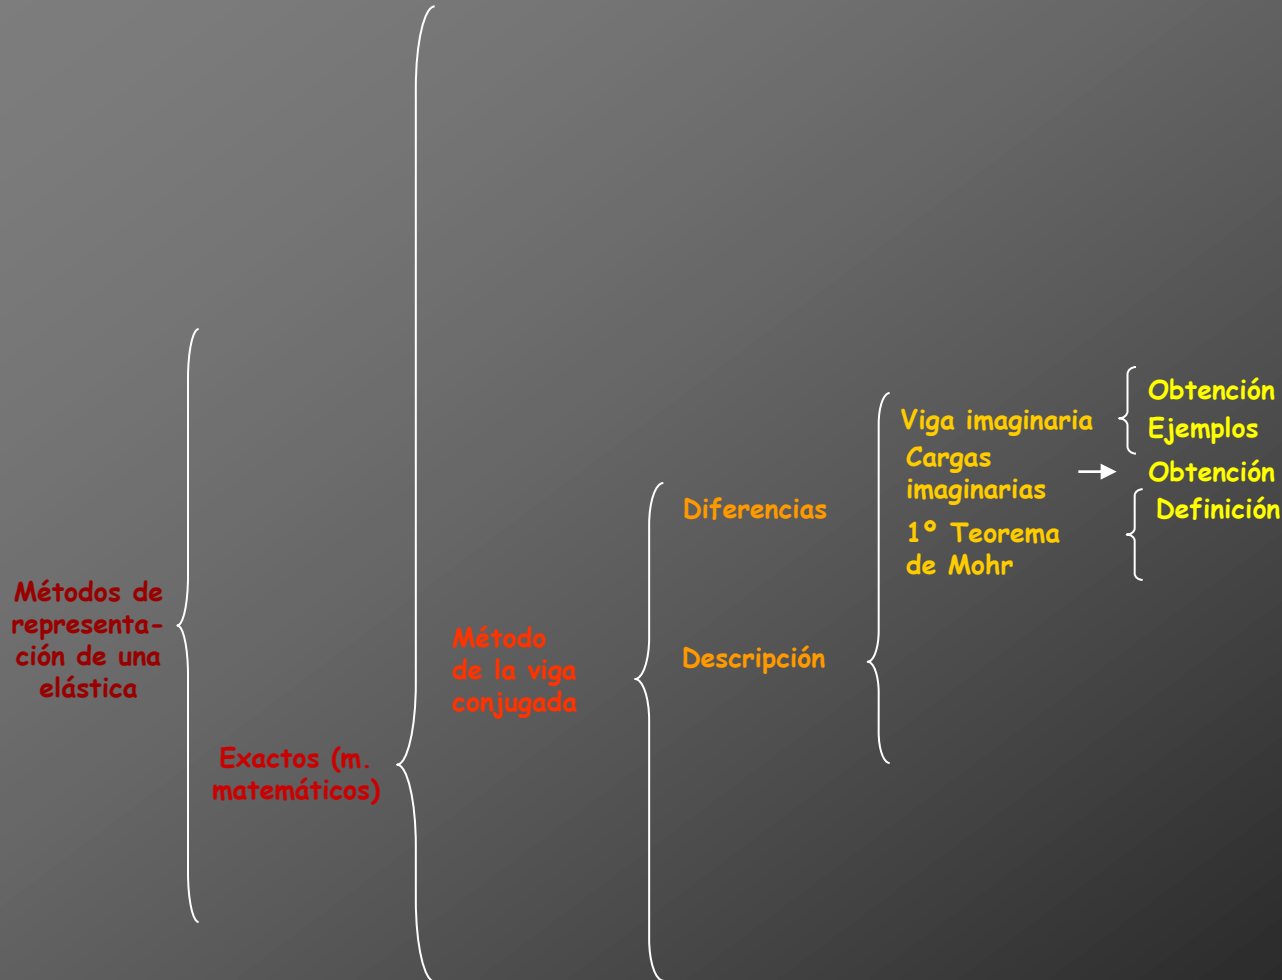 Métodos de
representa-
ción de una
elástica
Exactos (m.
matemáticos)
Método
de la viga
conjugada
Diferencias
Descripción
Viga imaginaria
Cargas
imaginarias
1º Teorema
de Mohr
Obtención
Ejemplos
Obtención
Definición